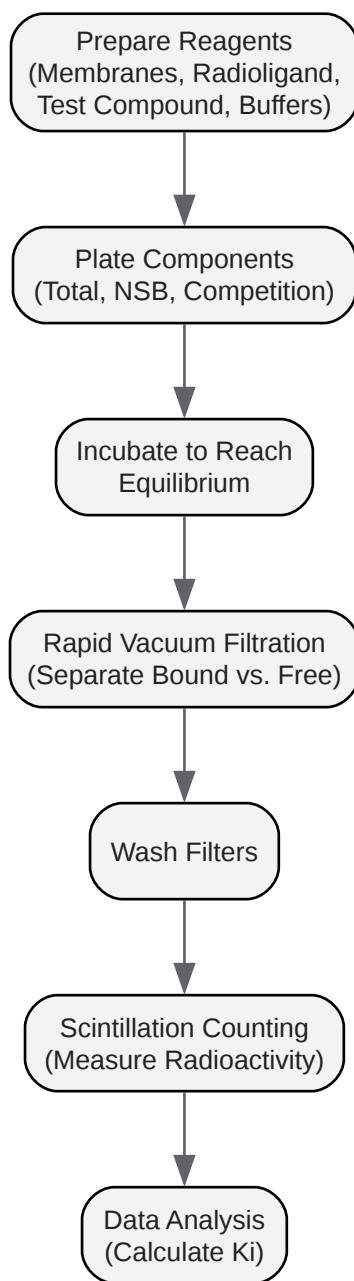 Prepare Reagents
(Membranes, Radioligand,
Test Compound, Buffers)
Plate Components
(Total, NSB, Competition)
Incubate to Reach
Equilibrium
Rapid Vacuum Filtration
(Separate Bound vs. Free)
Wash Filters
Scintillation Counting
(Measure Radioactivity)
Data Analysis
(Calculate Ki)